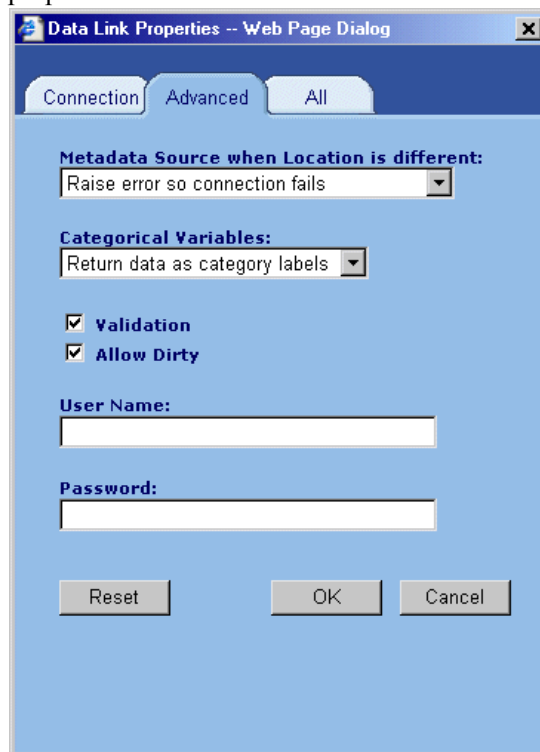 Data Link Properties -- Web Page Dialog
Connection Advanced All
Metadata Source when Location is different:
Raise error so connection fails
Categorical Variables:
Return data as category labels
Validation
Allow Dirty
User Name:
Password:
Reset OK Cancel